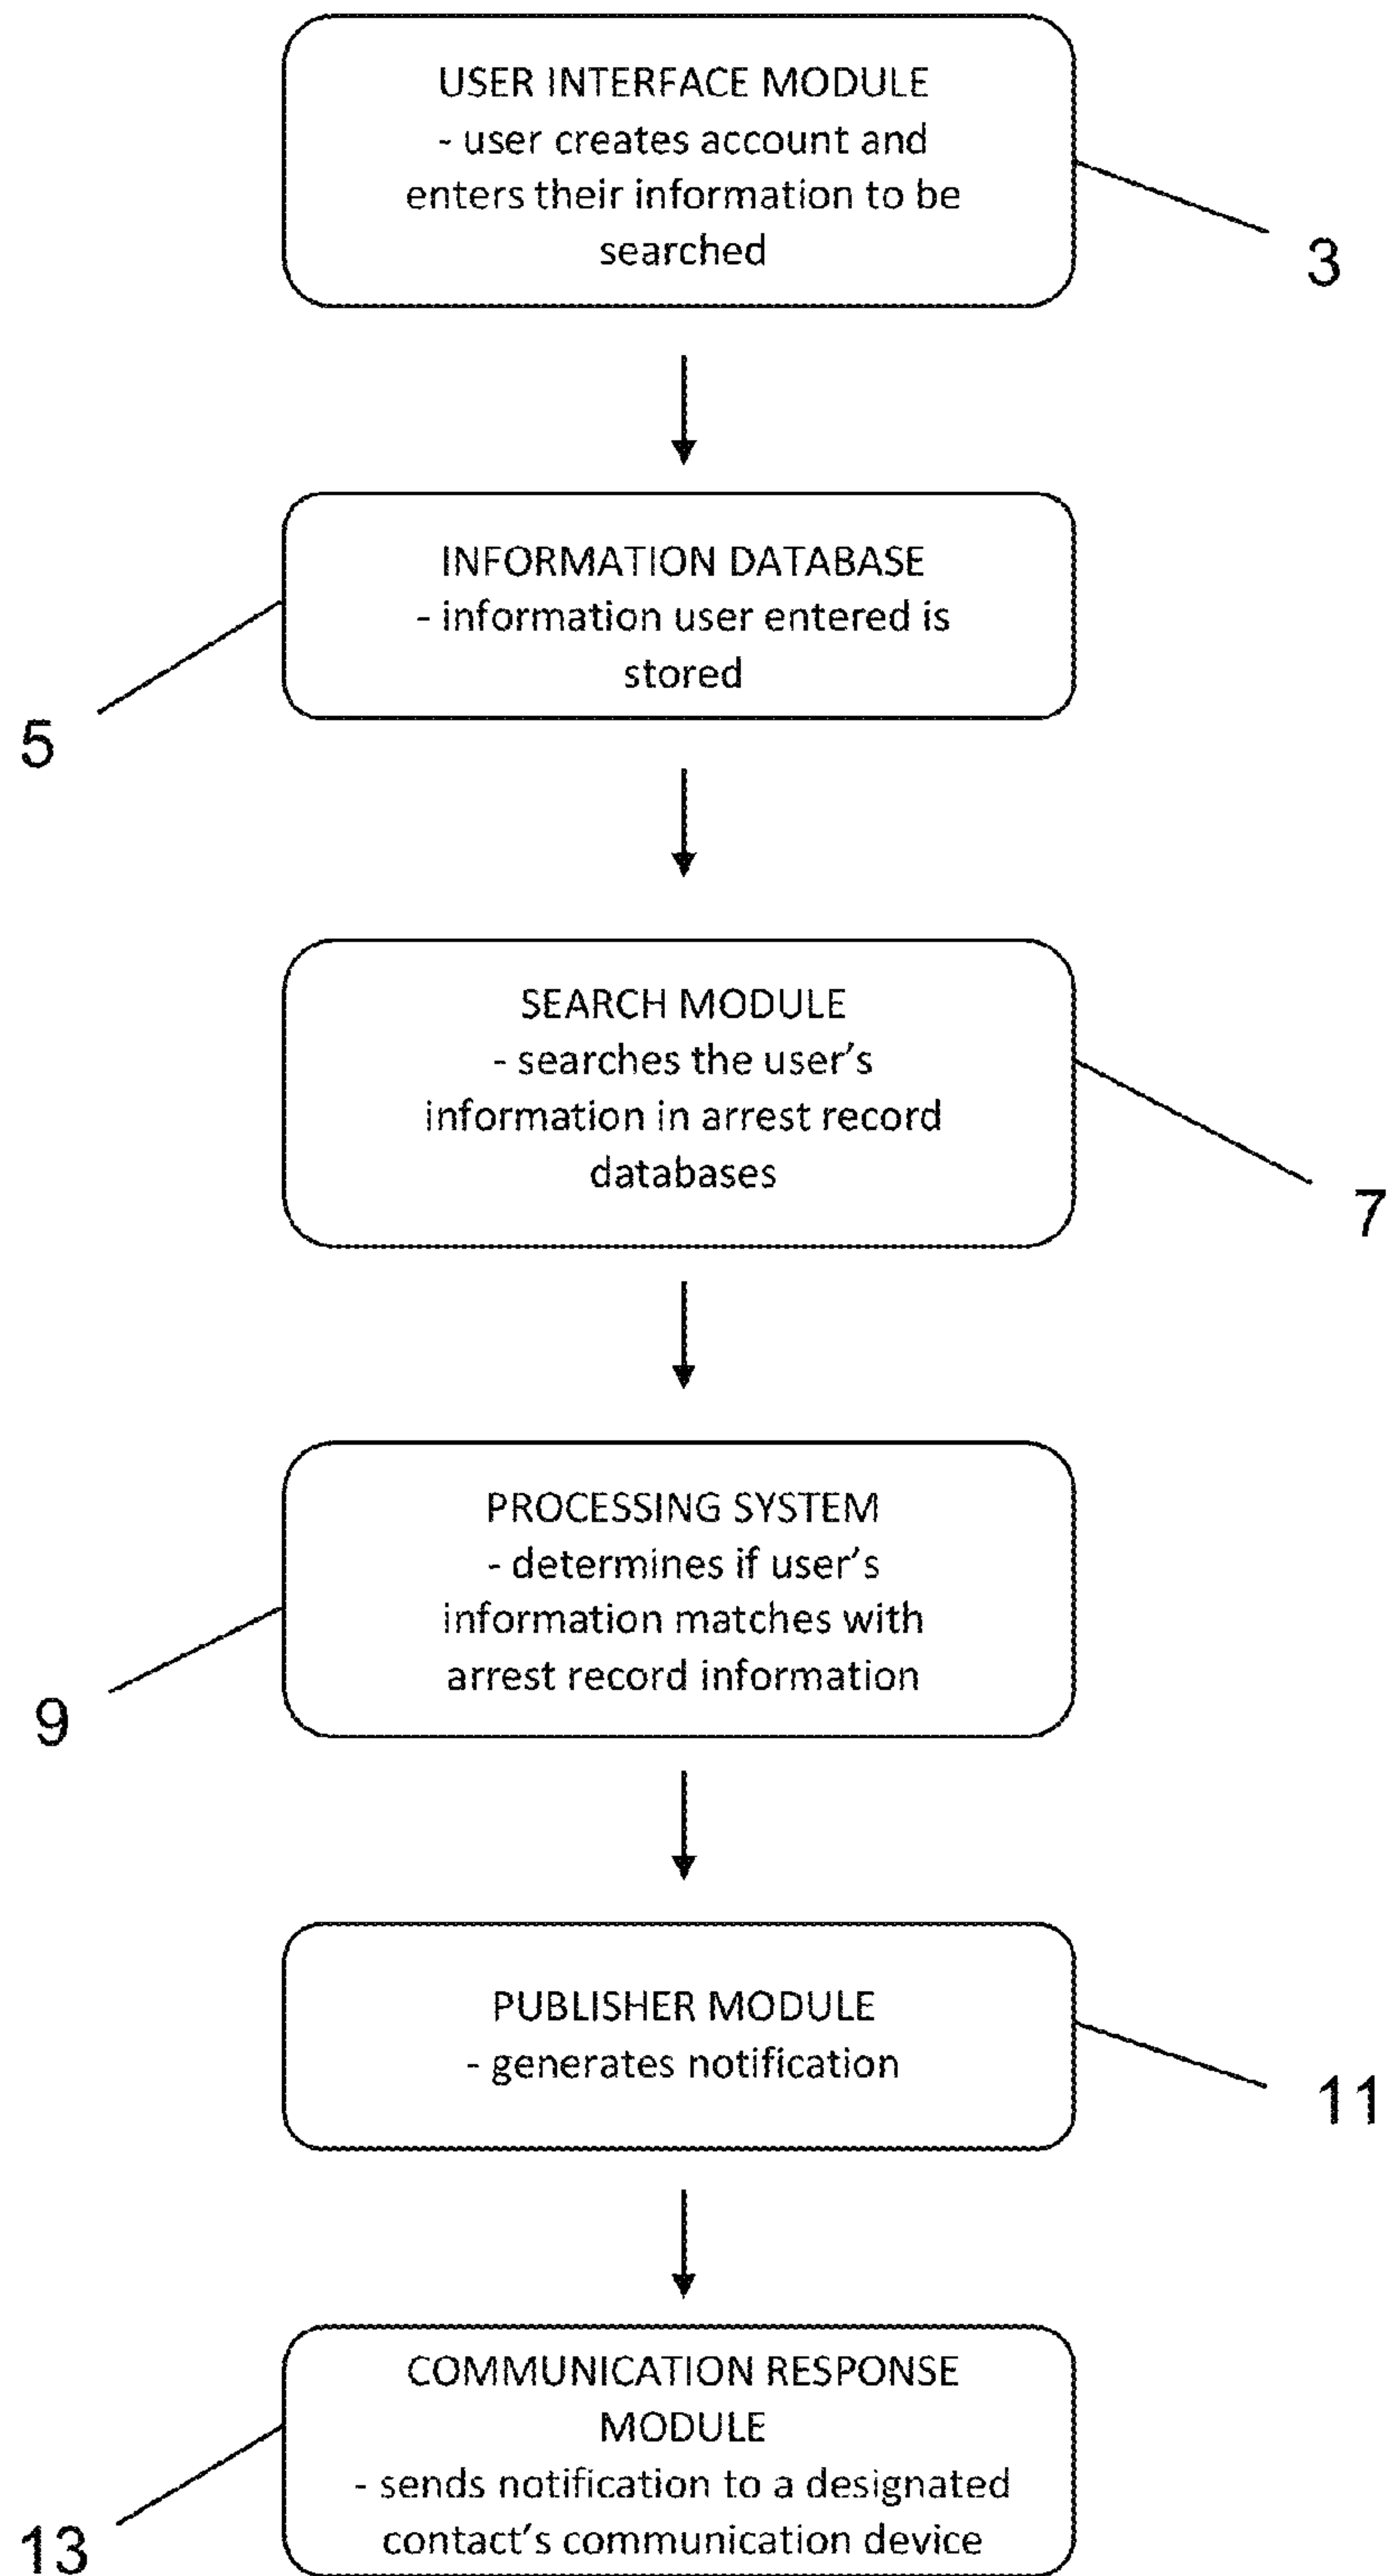 USER INTERFACE MODULE
- user creates account and
enters their information to be
searched
3
INFORMATION DATABASE
- information user entered is
stored
5
SEARCH MODULE
- searches the user’s
information in arrest record
databases
7
PROCESSING SYSTEM
- determines if user’s
information matches with
arrest record information
9
PUBLISHER MODULE
- generates notification
11
COMMUNICATION RESPONSE
MODULE
- sends notification to a designated
contact’s communication device
13